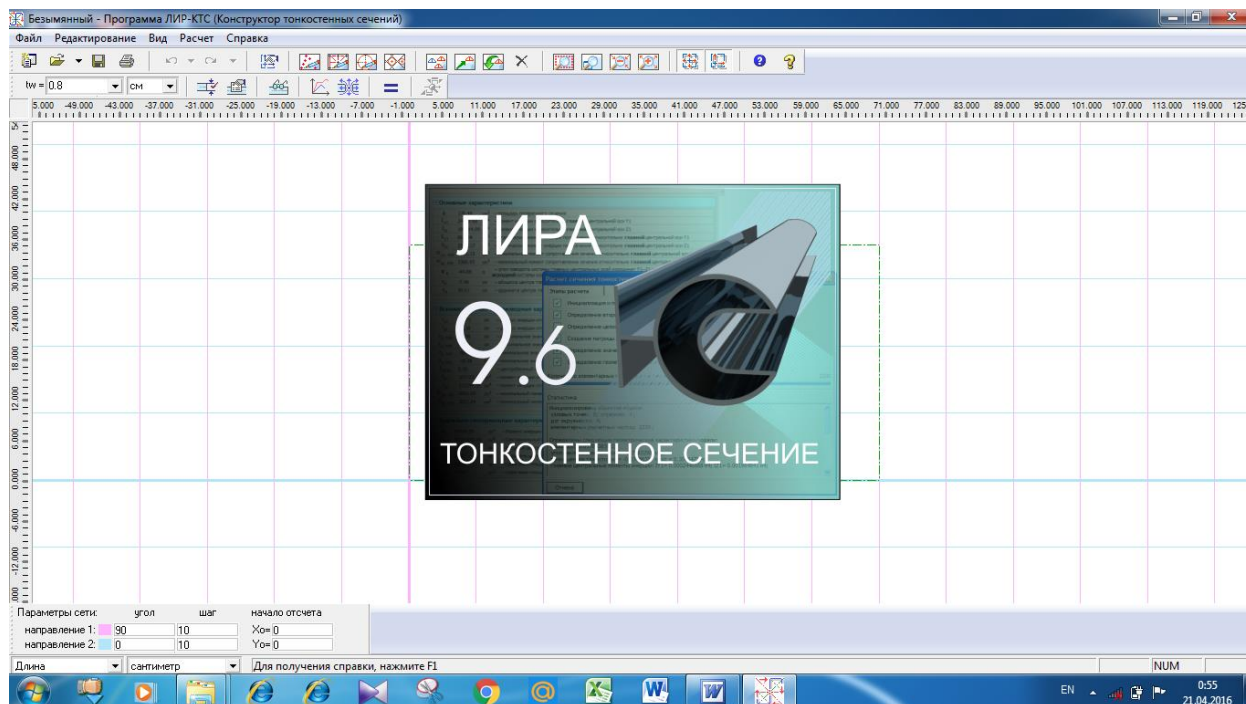 Безымянный - Программа ЛИР-КТС (Конструктор тонкостенных сечений)
Файл Редактирование Вид Расчет Справка
tw = 0.8 см
5.000 -49.000 -43.000 -37.000 -31.000 -25.000 -19.000 -13.000 -7.000 -1.000 5.000 11.000 17.000 23.000 29.000 35.000 41.000 47.000 53.000 59.000 65.000 71.000 77.000 83.000 89.000 95.000 101.000 107.000 113.000 119.000 125
48.000
42.000
36.000
30.000
24.000
18.000
12.000
6.000
0.000
-6.000
-12.000
.000
ЛИРА
9.6
Этапы расчета
Статистика
Отмена
ТОНКОСТЕННОЕ СЕЧЕНИЕ
Параметры сети: угол шаг начало отсчета
направление 1: 90 10 Xo= 0
направление 2: 0 10 Yo= 0
Длина сантиметр Для получения справки, нажмите F1 NUM
EN 0:55
21.04.2016